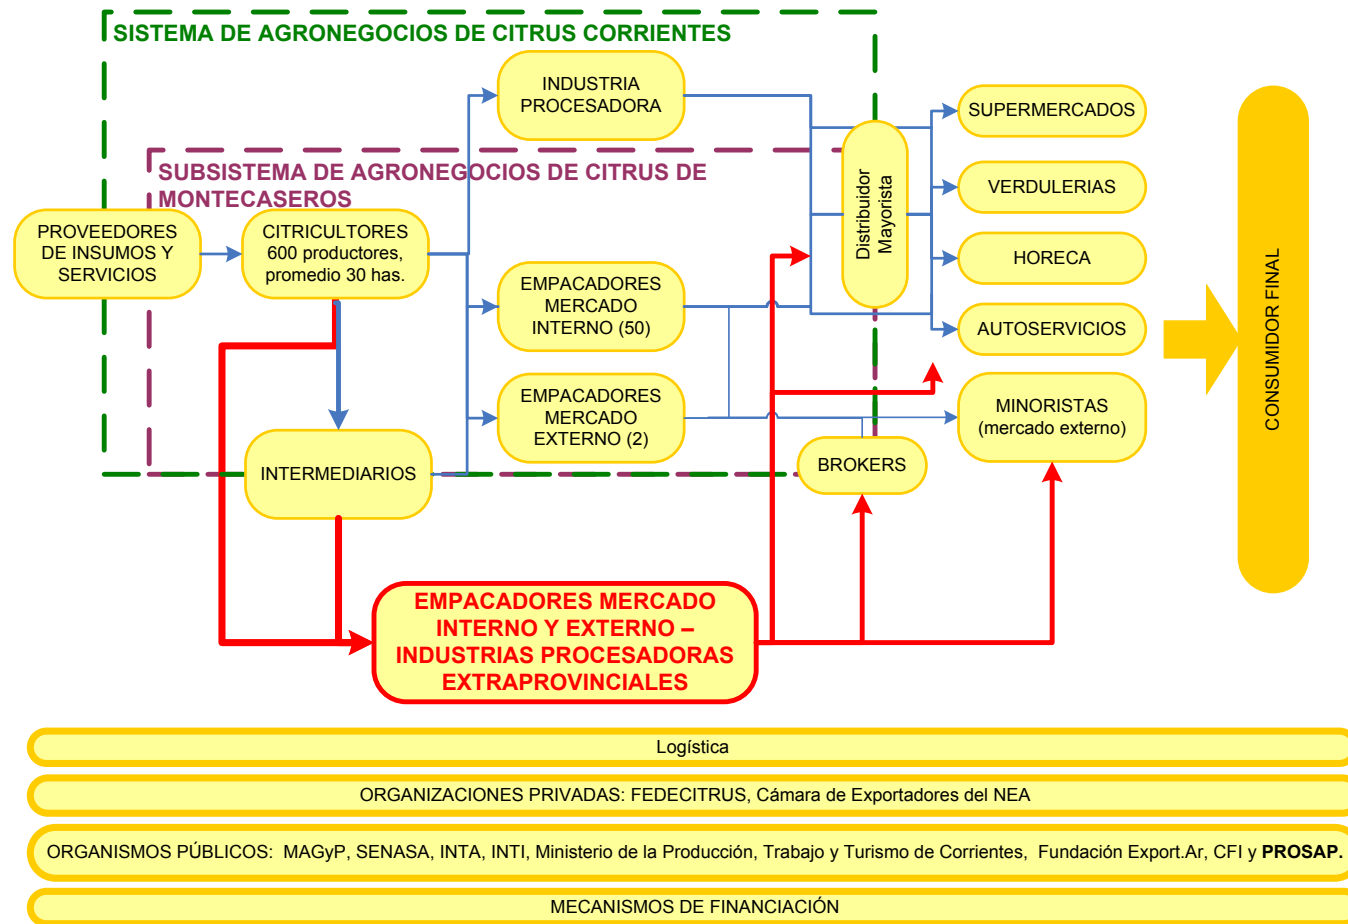 SISTEMA DE AGRONEGOCIOS DE CITRUS CORRIENTES
INDUSTRIA
PROCESADORA
SUBSISTEMA DE AGRONEGOCIOS DE CITRUS DE
MONTECASEROS
PROVEEDORES
DE INSUMOS Y
SERVICIOS
CITRICULTORES
600 productores,
promedio 30 has.
EMPACADORES
MERCADO
INTERNO (50)
EMPACADORES
MERCADO
EXTERNO (2)
INTERMEDIARIOS
Distribuidor
Mayorista
BROKERS
SUPERMERCADOS
VERDULERIAS
HORECA
AUTOSERVICIOS
MINORISTAS
(mercado externo)
CONSUMIDOR FINAL
EMPACADORES MERCADO
INTERNO Y EXTERNO –
INDUSTRIAS PROCESADORAS
EXTRAPROVINCIALES
Logística
ORGANIZACIONES PRIVADAS: FEDECITRUS, Cámara de Exportadores del NEA
ORGANISMOS PÚBLICOS: MAGyP, SENASA, INTA, INTI, Ministerio de la Producción, Trabajo y Turismo de Corrientes, Fundación Export.Ar, CFI y PROSAP.
MECANISMOS DE FINANCIACIÓN